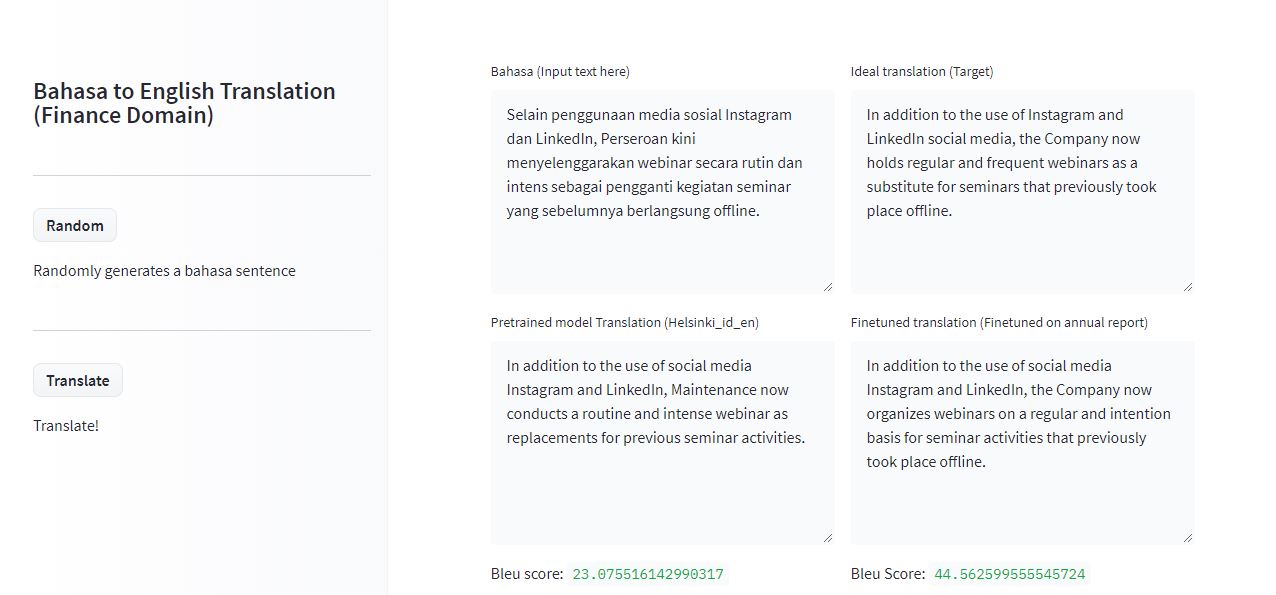 Bahasa to English Translation
(Finance Domain)
Random
Randomly generates a bahasa sentence
Translate
Translate!
Bahasa (Input text here)
Selain penggunaan media sosial Instagram
dan LinkedIn, Perseroan kini
menyelenggarakan webinar secara rutin dan
intens sebagai pengganti kegiatan seminar
yang sebelumnya berlangsung offline.
Ideal translation (Target)
In addition to the use of Instagram and
LinkedIn social media, the Company now
holds regular and frequent webinars as a
substitute for seminars that previously took
place offline.
Pretrained model Translation (Helsinki_id_en)
In addition to the use of social media
Instagram and LinkedIn, Maintenance now
conducts a routine and intense webinar as
replacements for previous seminar activities.
Bleu score: 23.075516142990317
Finetuned translation (Finetuned on annual report)
In addition to the use of social media
Instagram and LinkedIn, the Company now
organizes webinars on a regular and intention
basis for seminar activities that previously
took place offline.
Bleu Score: 44.562599555545724